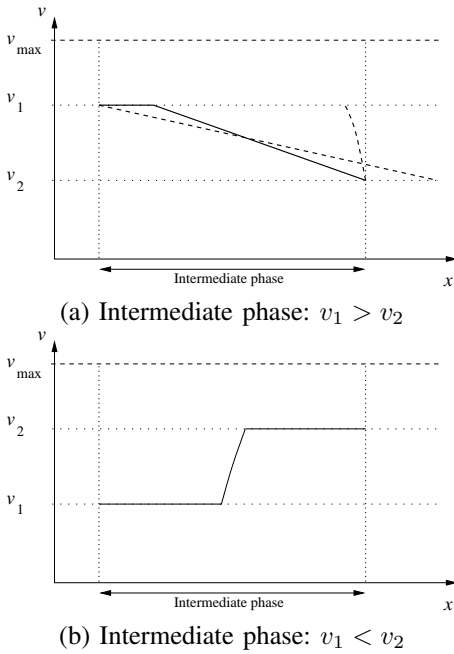 v
v_max
v_1
v_2
Intermediate phase
x
(a) Intermediate phase: v_1 > v_2
v
v_max
v_2
v_1
Intermediate phase
x
(b) Intermediate phase: v_1 < v_2